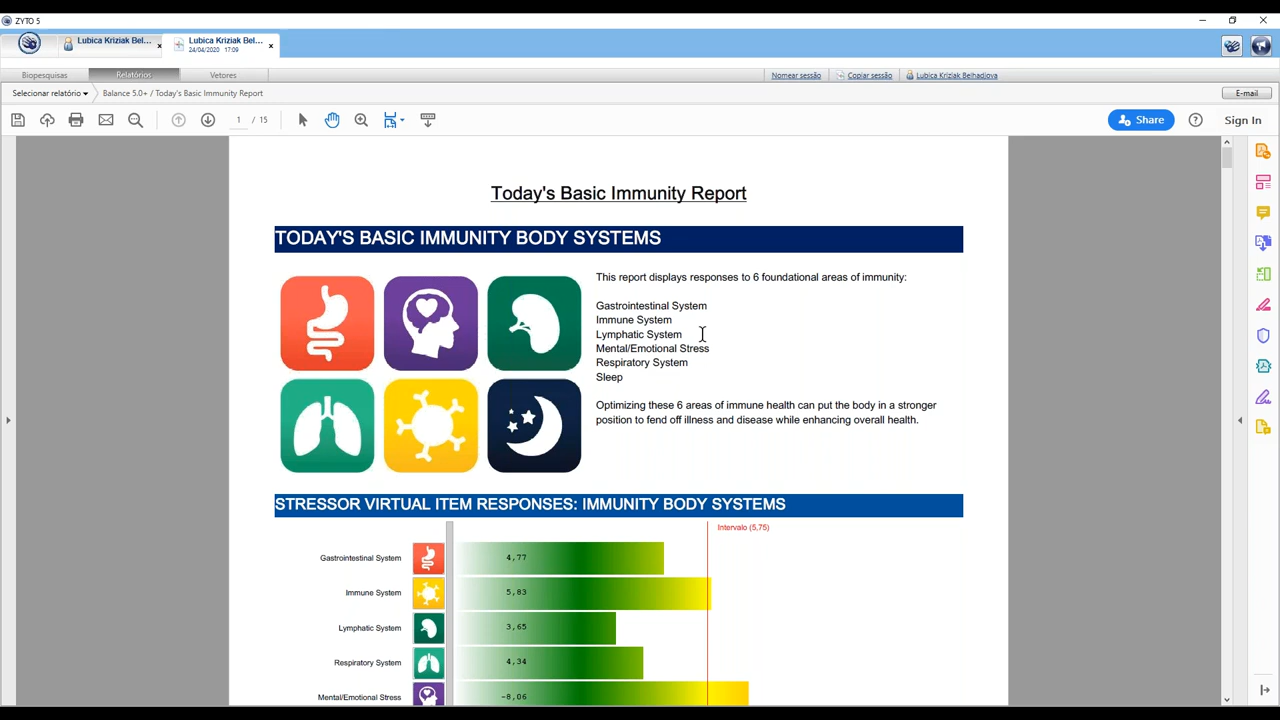 ZYTO 5
Lubica Kriziak Bel...
Lubica Kriziak Bel...
24/04/2020 17:09
Biopesquisas
Relatórios
Vetores
Nomear sessão
Copiar sessão
Lubica Kriziak Belhadiova
Selecionar relatório
Balance 5.0+ / Today's Basic Immunity Report
E-mail
1 / 15
Share
Sign In
Today's Basic Immunity Report
TODAY'S BASIC IMMUNITY BODY SYSTEMS
This report displays responses to 6 foundational areas of immunity:
Gastrointestinal System
Immune System
Lymphatic System
Mental/Emotional Stress
Respiratory System
Sleep
Optimizing these 6 areas of immune health can put the body in a stronger
position to fend off illness and disease while enhancing overall health.
STRESSOR VIRTUAL ITEM RESPONSES: IMMUNITY BODY SYSTEMS
Intervalo (5,75)
Gastrointestinal System 4,77
Immune System 5,83
Lymphatic System 3,65
Respiratory System 4,34
Mental/Emotional Stress -8,06